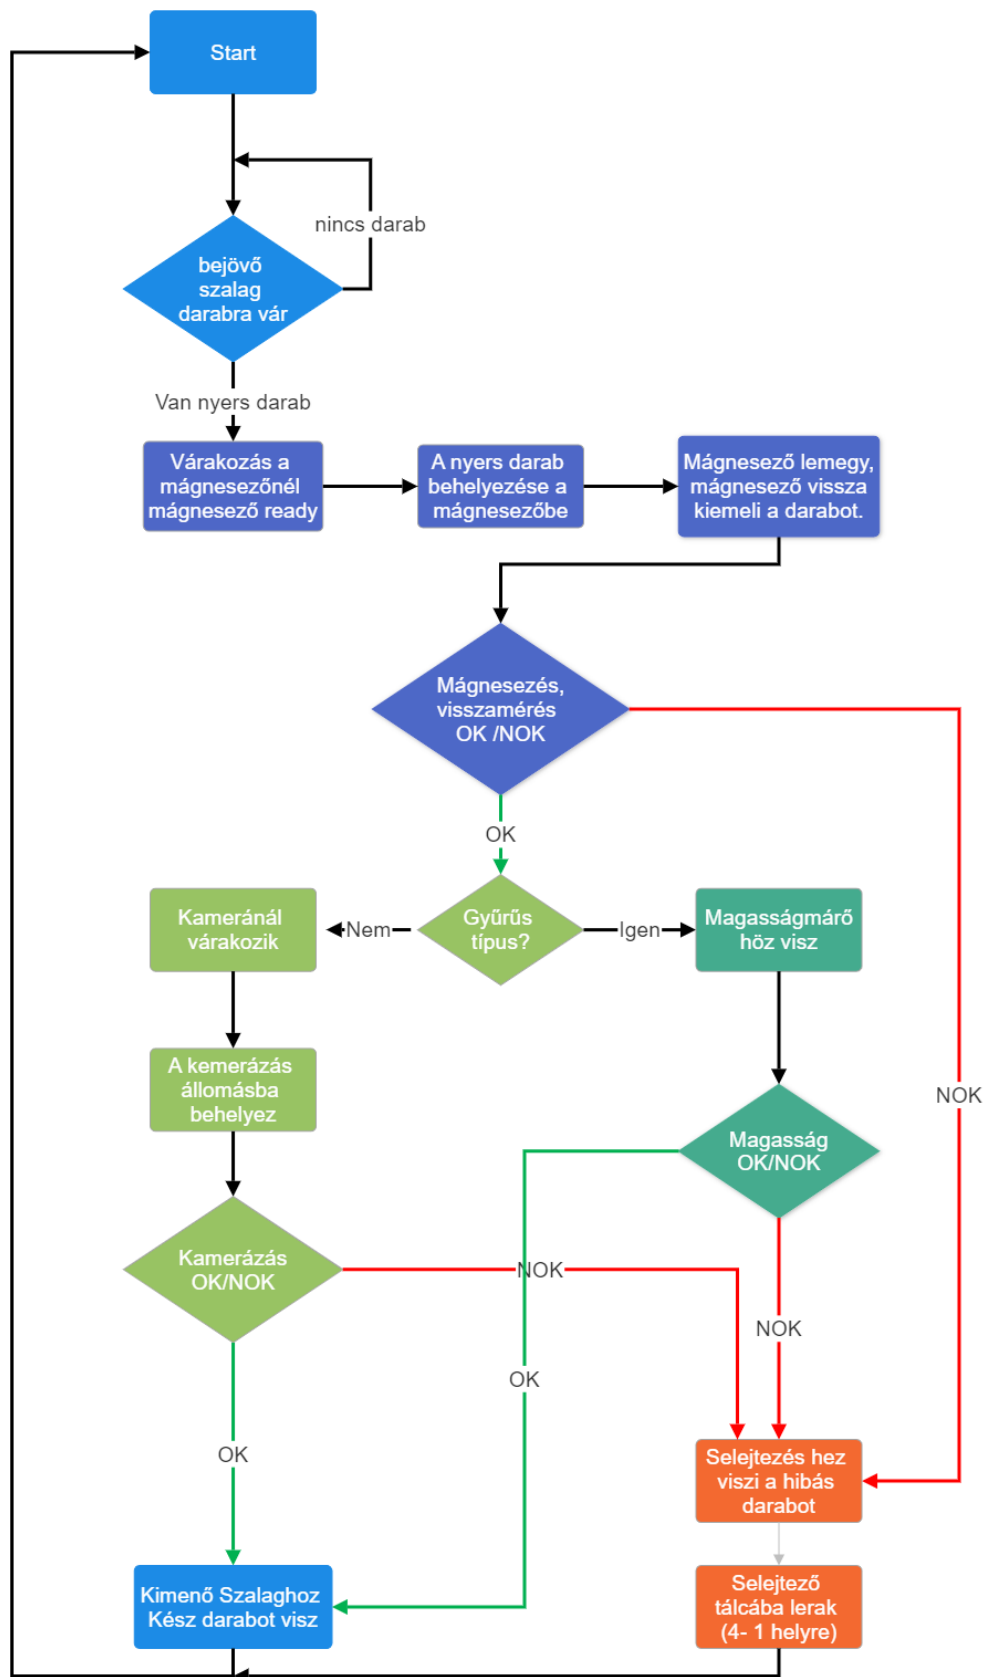 Start
nincs darab
bejövő
szalag
darabra vár
Van nyers darab
Várakozás a
mágnesezőnél
mágnesező ready
A nyers darab
behelyezése a
mágnesezőbe
Mágnesező lemegy,
mágnesező vissza
kiemeli a darabot.
Mágnesezés,
visszamérés
OK /NOK
OK
Kameránál
várakozik
Nem
Gyűrűs
típus?
Igen
Magasságmárő
höz visz
A kemerázás
állomásba
behelyez
NOK
Magasság
OK/NOK
Kamerázás
OK/NOK
NOK
NOK
OK
OK
Selejtezés hez
viszi a hibás
darabot
Kimenő Szalaghoz
Kész darabot visz
Selejtező
tálcába lerak
(4- 1 helyre)